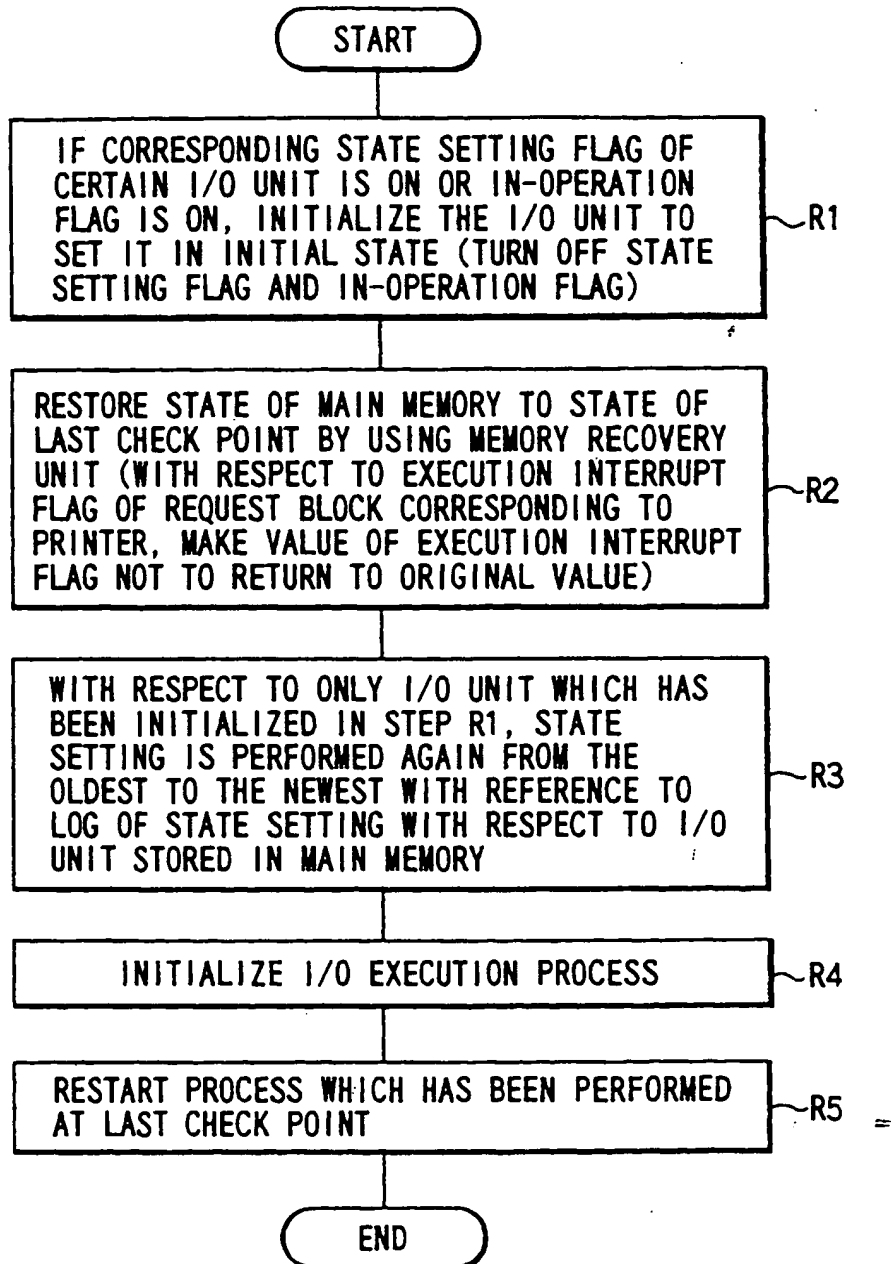 START
IF CORRESPONDING STATE SETTING FLAG OF
CERTAIN I/O UNIT IS ON OR IN-OPERATION
FLAG IS ON, INITIALIZE THE I/O UNIT TO
SET IT IN INITIAL STATE (TURN OFF STATE
SETTING FLAG AND IN-OPERATION FLAG)
R1
RESTORE STATE OF MAIN MEMORY TO STATE OF
LAST CHECK POINT BY USING MEMORY RECOVERY
UNIT (WITH RESPECT TO EXECUTION INTERRUPT
FLAG OF REQUEST BLOCK CORRESPONDING TO
PRINTER, MAKE VALUE OF EXECUTION INTERRUPT
FLAG NOT TO RETURN TO ORIGINAL VALUE)
R2
WITH RESPECT TO ONLY I/O UNIT WHICH HAS
BEEN INITIALIZED IN STEP R1, STATE
SETTING IS PERFORMED AGAIN FROM THE
OLDEST TO THE NEWEST WITH REFERENCE TO
LOG OF STATE SETTING WITH RESPECT TO I/O
UNIT STORED IN MAIN MEMORY
R3
INITIALIZE I/O EXECUTION PROCESS
R4
RESTART PROCESS WHICH HAS BEEN PERFORMED
AT LAST CHECK POINT
R5
END